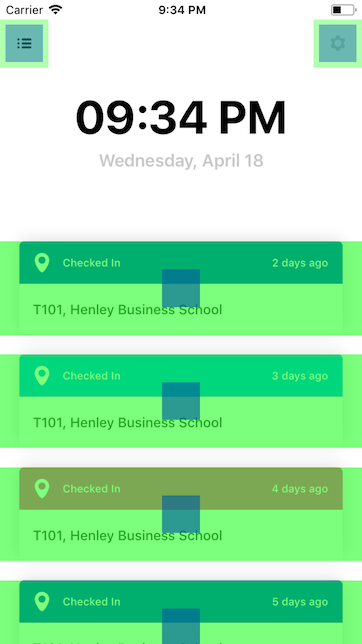 Carrier 9:34 PM
09:34 PM
Wednesday, April 18
Checked In 2 days ago
T101, Henley Business School
Checked In 3 days ago
T101, Henley Business School
Checked In 4 days ago
T101, Henley Business School
Checked In 5 days ago